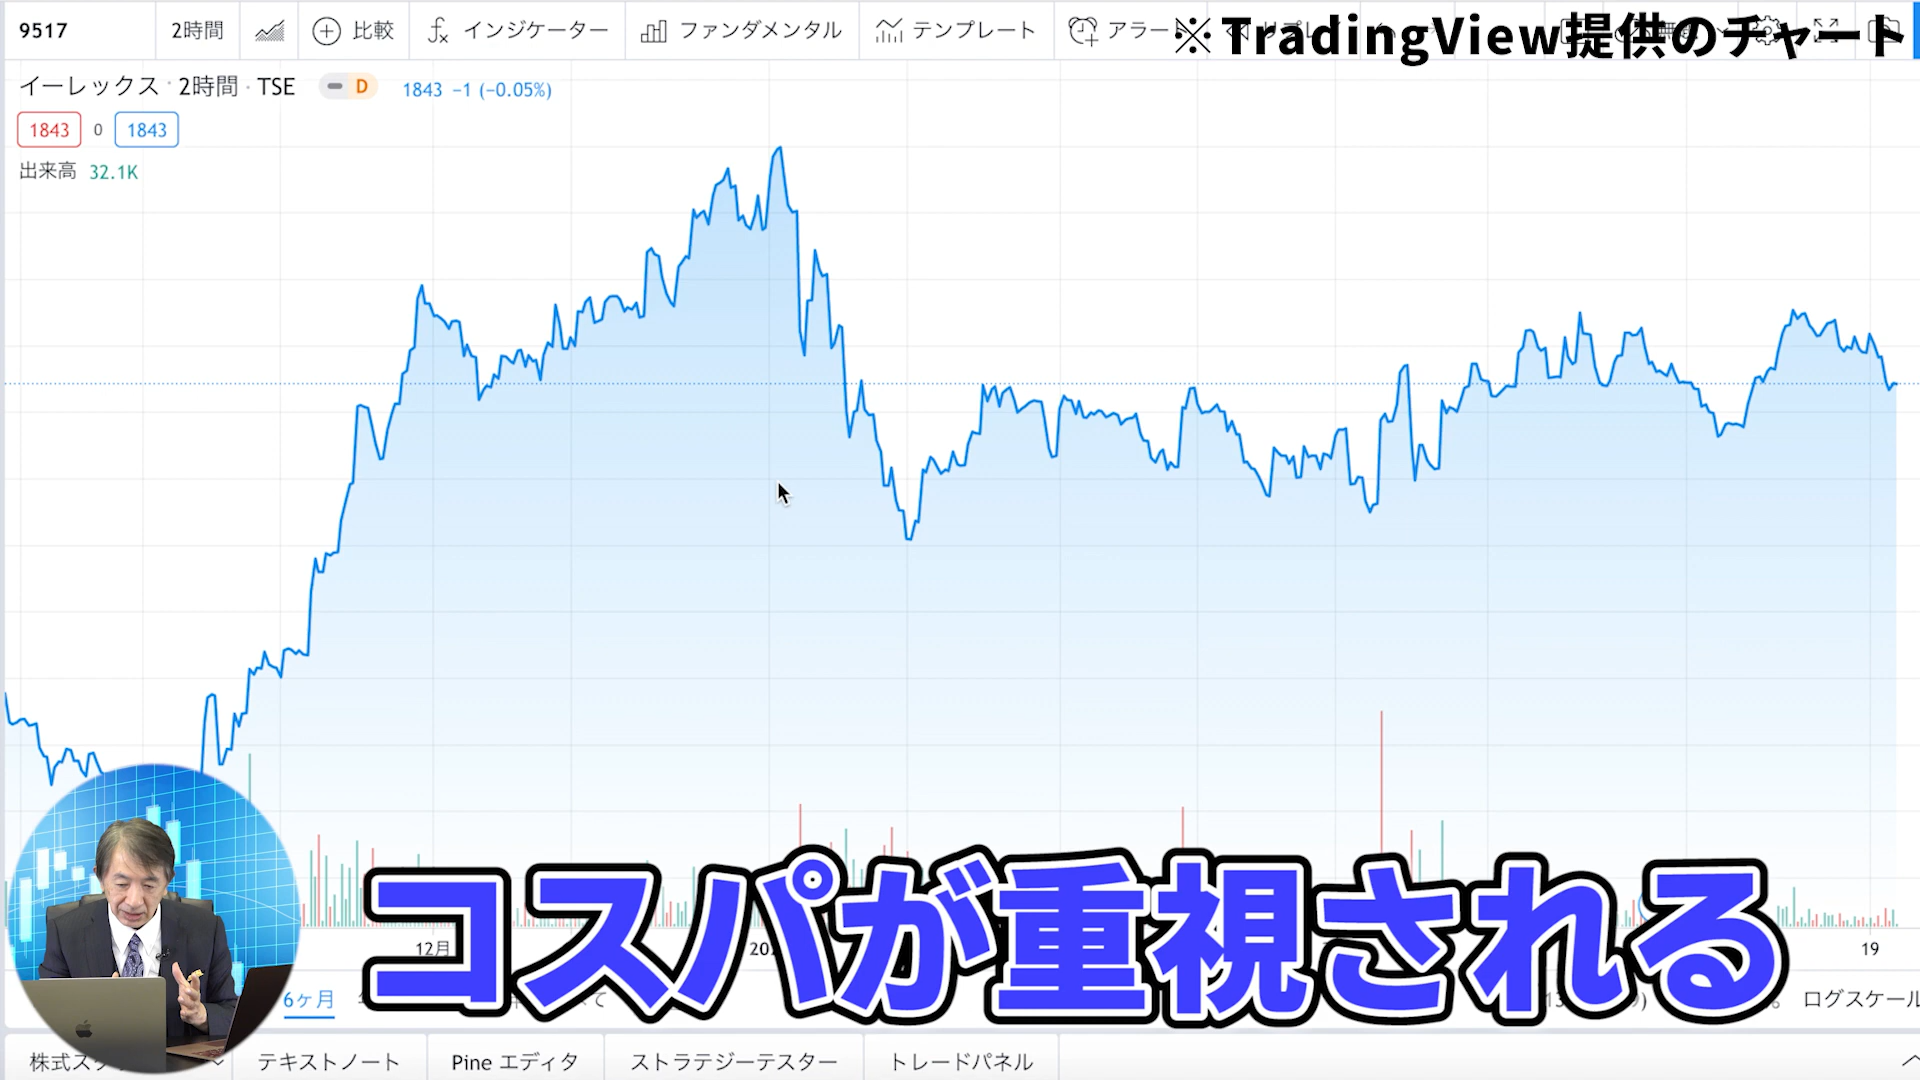 9517 2時間 比較 インジケーター ファンダメンタル テンプレート アラー
※TradingView提供のチャート
イーレックス · 2時間 · TSE D 1843 −1 (−0.05%)
1843 0 1843
出来高 32.1K
コスパが重視される
12月 19
6ヶ月 ログスケール
株式ス テキストノート Pine エディタ ストラテジーテスター トレードパネル